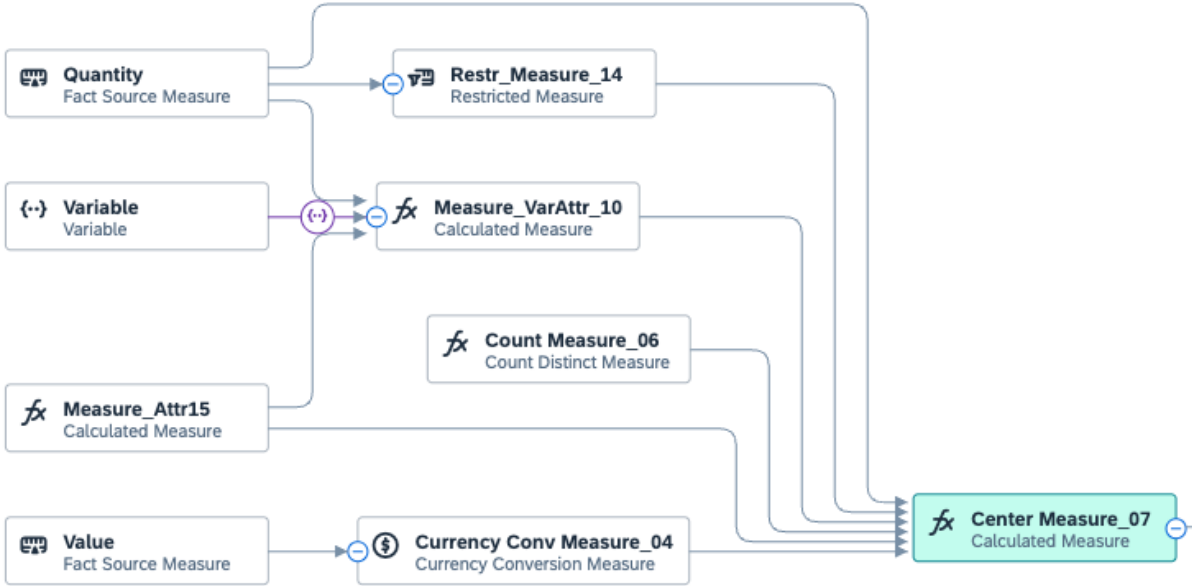 Quantity
Fact Source Measure
Restr_Measure_14
Restricted Measure
Variable
Variable
Measure_VarAttr_10
Calculated Measure
Count Measure_06
Count Distinct Measure
Measure_Attr15
Calculated Measure
Value
Fact Source Measure
Currency Conv Measure_04
Currency Conversion Measure
Center Measure_07
Calculated Measure